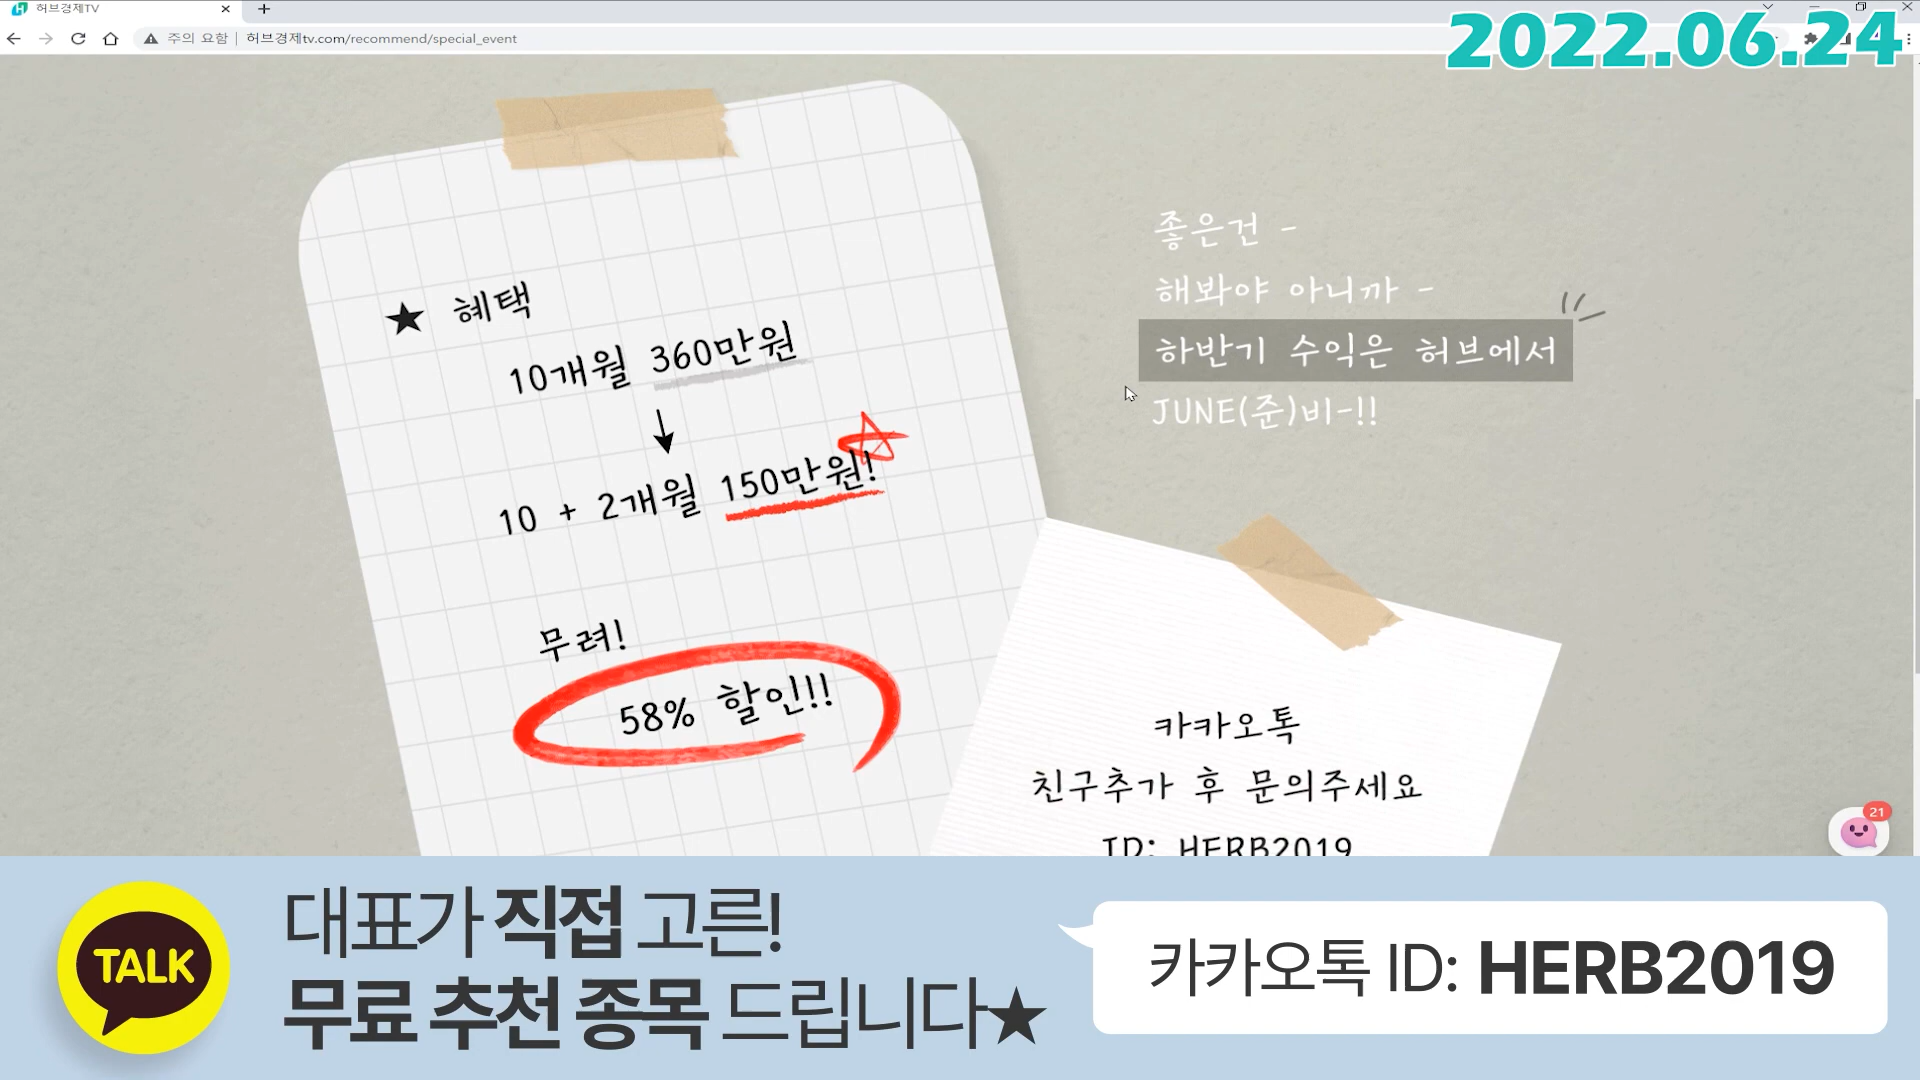 허브경제TV
주의 요함
허브경제tv.com/recommend/special_event
2022.06.24
★ 혜택
10개월 360만원
10 + 2개월 150만원!
무려!
58% 할인!!
좋은건 -
해봐야 아니까 -
하반기 수익은 허브에서
JUNE(준)비-!!
카카오톡
친구추가 후 문의주세요
ID: HERB2019
21
TALK
대표가 직접 고른!
무료 추천 종목 드립니다★
카카오톡 ID: HERB2019